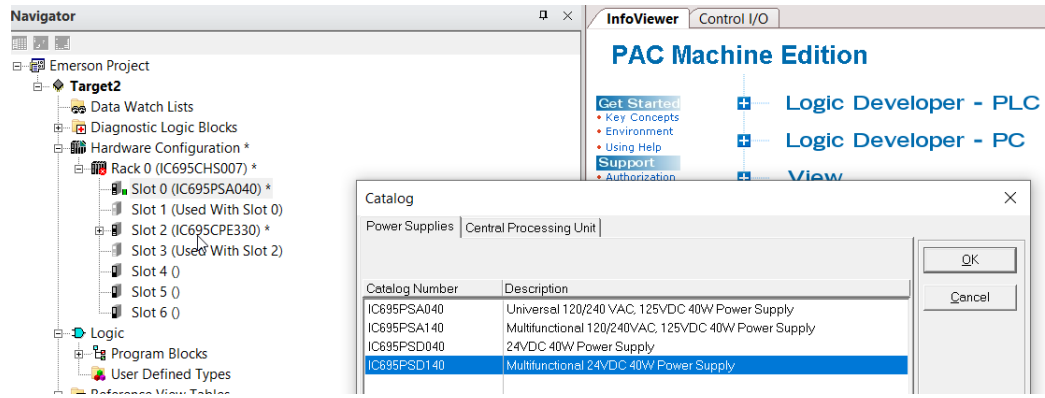 Navigator
Emerson Project
Target2
Data Watch Lists
Diagnostic Logic Blocks
Hardware Configuration *
Rack 0 (IC695CHS007) *
Slot 0 (IC695PSA040) *
Slot 1 (Used With Slot 0)
Slot 2 (IC695CPE330) *
Slot 3 (Used With Slot 2)
Slot 4 ()
Slot 5 ()
Slot 6 ()
Logic
Program Blocks
User Defined Types
Reference View Tables
InfoViewer Control I/O
PAC Machine Edition
Get Started
Key Concepts
Environment
Using Help
Support
Authorization
Logic Developer - PLC
Logic Developer - PC
View
Catalog
Power Supplies Central Processing Unit
Catalog Number Description
IC695PSA040 Universal 120/240 VAC, 125VDC 40W Power Supply
IC695PSA140 Multifunctional 120/240VAC, 125VDC 40W Power Supply
IC695PSD040 24VDC 40W Power Supply
IC695PSD140 Multifunctional 24VDC 40W Power Supply
OK
Cancel